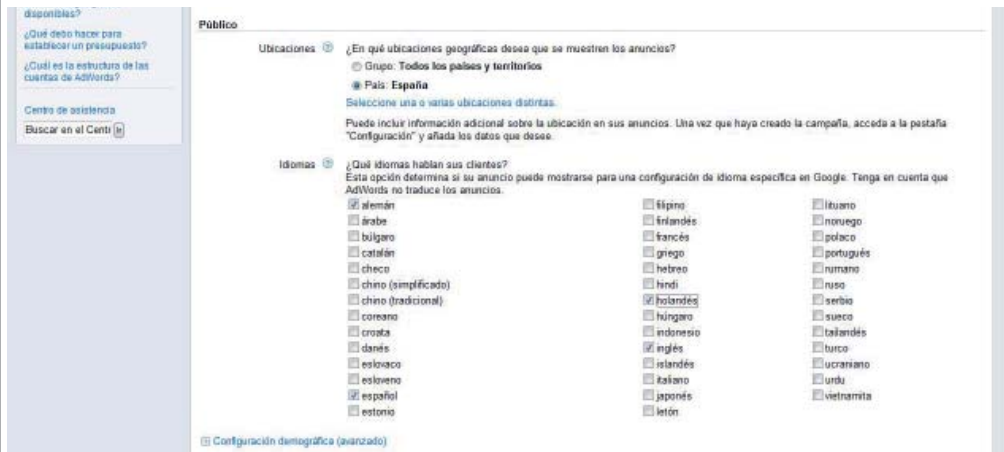 disponibles?
¿Qué debo hacer para
establecer un presupuesto?
¿Cuál es la estructura de las
cuentas de AdWords?
Centro de asistencia
Buscar en el Centr
Ir
Público
Ubicaciones
¿En qué ubicaciones geográficas desea que se muestren los anuncios?
Grupo: Todos los países y territorios
País: España
Seleccione una o varias ubicaciones distintas.
Puede incluir información adicional sobre la ubicación en sus anuncios. Una vez que haya creado la campaña, acceda a la pestaña
"Configuración" y añada los datos que desee.
Idiomas
¿Qué idiomas hablan sus clientes?
Esta opción determina si su anuncio puede mostrarse para una configuración de idioma específica en Google. Tenga en cuenta que
AdWords no traduce los anuncios.
alemán
árabe
búlgaro
catalán
checo
chino (simplificado)
chino (tradicional)
coreano
croata
danés
eslovaco
esloveno
español
estonio
filipino
finlandés
francés
griego
hebreo
hindi
holandés
húngaro
indonesio
inglés
islandés
italiano
japonés
letón
lituano
noruego
polaco
portugués
rumano
ruso
serbio
sueco
tailandés
turco
ucraniano
urdu
vietnamita
Configuración demográfica (avanzado)